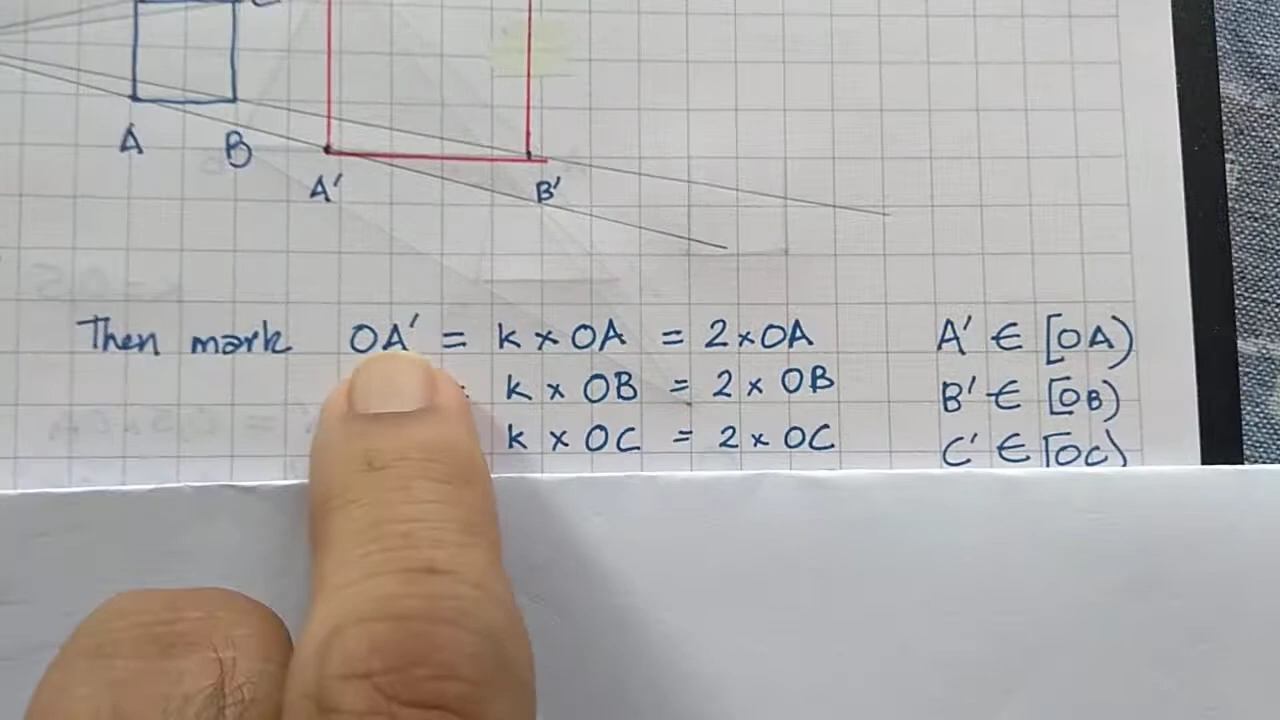 A B
A' B'
Then mark OA' = k × OA = 2×OA A' ∈ [OA)
= k × OB = 2 × OB B' ∈ [OB)
k × OC = 2 × OC C' ∈ [OC)